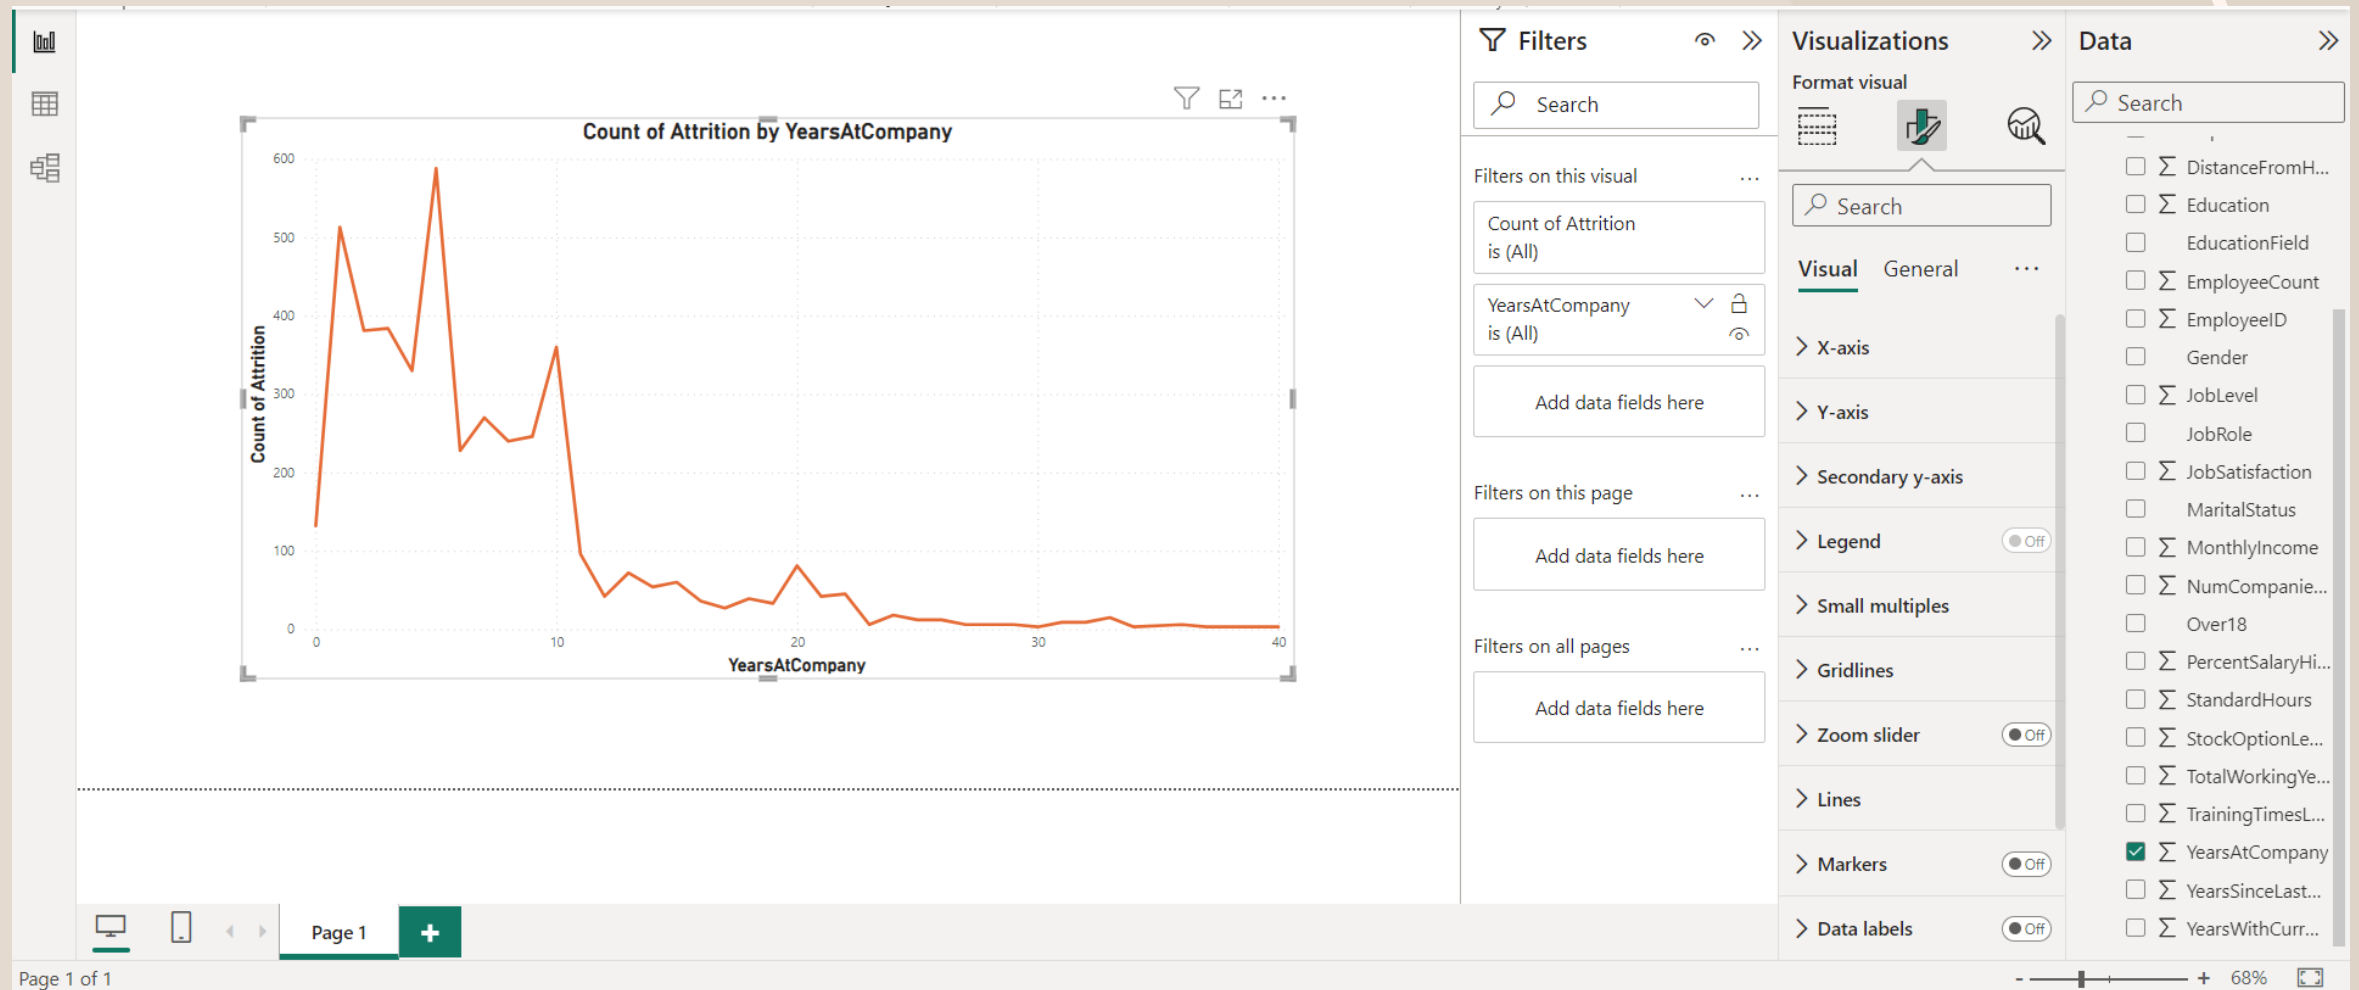 Count of Attrition by YearsAtCompany
600
500
400
300
200
100
0
Count of Attrition
0 10 20 30 40
YearsAtCompany
Page 1
Page 1 of 1
Filters
Search
Filters on this visual ...
Count of Attrition
is (All)
YearsAtCompany
is (All)
Add data fields here
Filters on this page ...
Add data fields here
Filters on all pages ...
Add data fields here
Visualizations
Format visual
Search
Visual General ...
X-axis
Y-axis
Secondary y-axis
Legend Off
Small multiples
Gridlines
Zoom slider Off
Lines
Markers Off
Data labels Off
Data
Search
Σ DistanceFromH...
Σ Education
EducationField
Σ EmployeeCount
Σ EmployeeID
Gender
Σ JobLevel
JobRole
Σ JobSatisfaction
MaritalStatus
Σ MonthlyIncome
Σ NumCompanie...
Over18
Σ PercentSalaryHi...
Σ StandardHours
Σ StockOptionLe...
Σ TotalWorkingYe...
Σ TrainingTimesL...
Σ YearsAtCompany
Σ YearsSinceLast...
Σ YearsWithCurr...
- + 68%